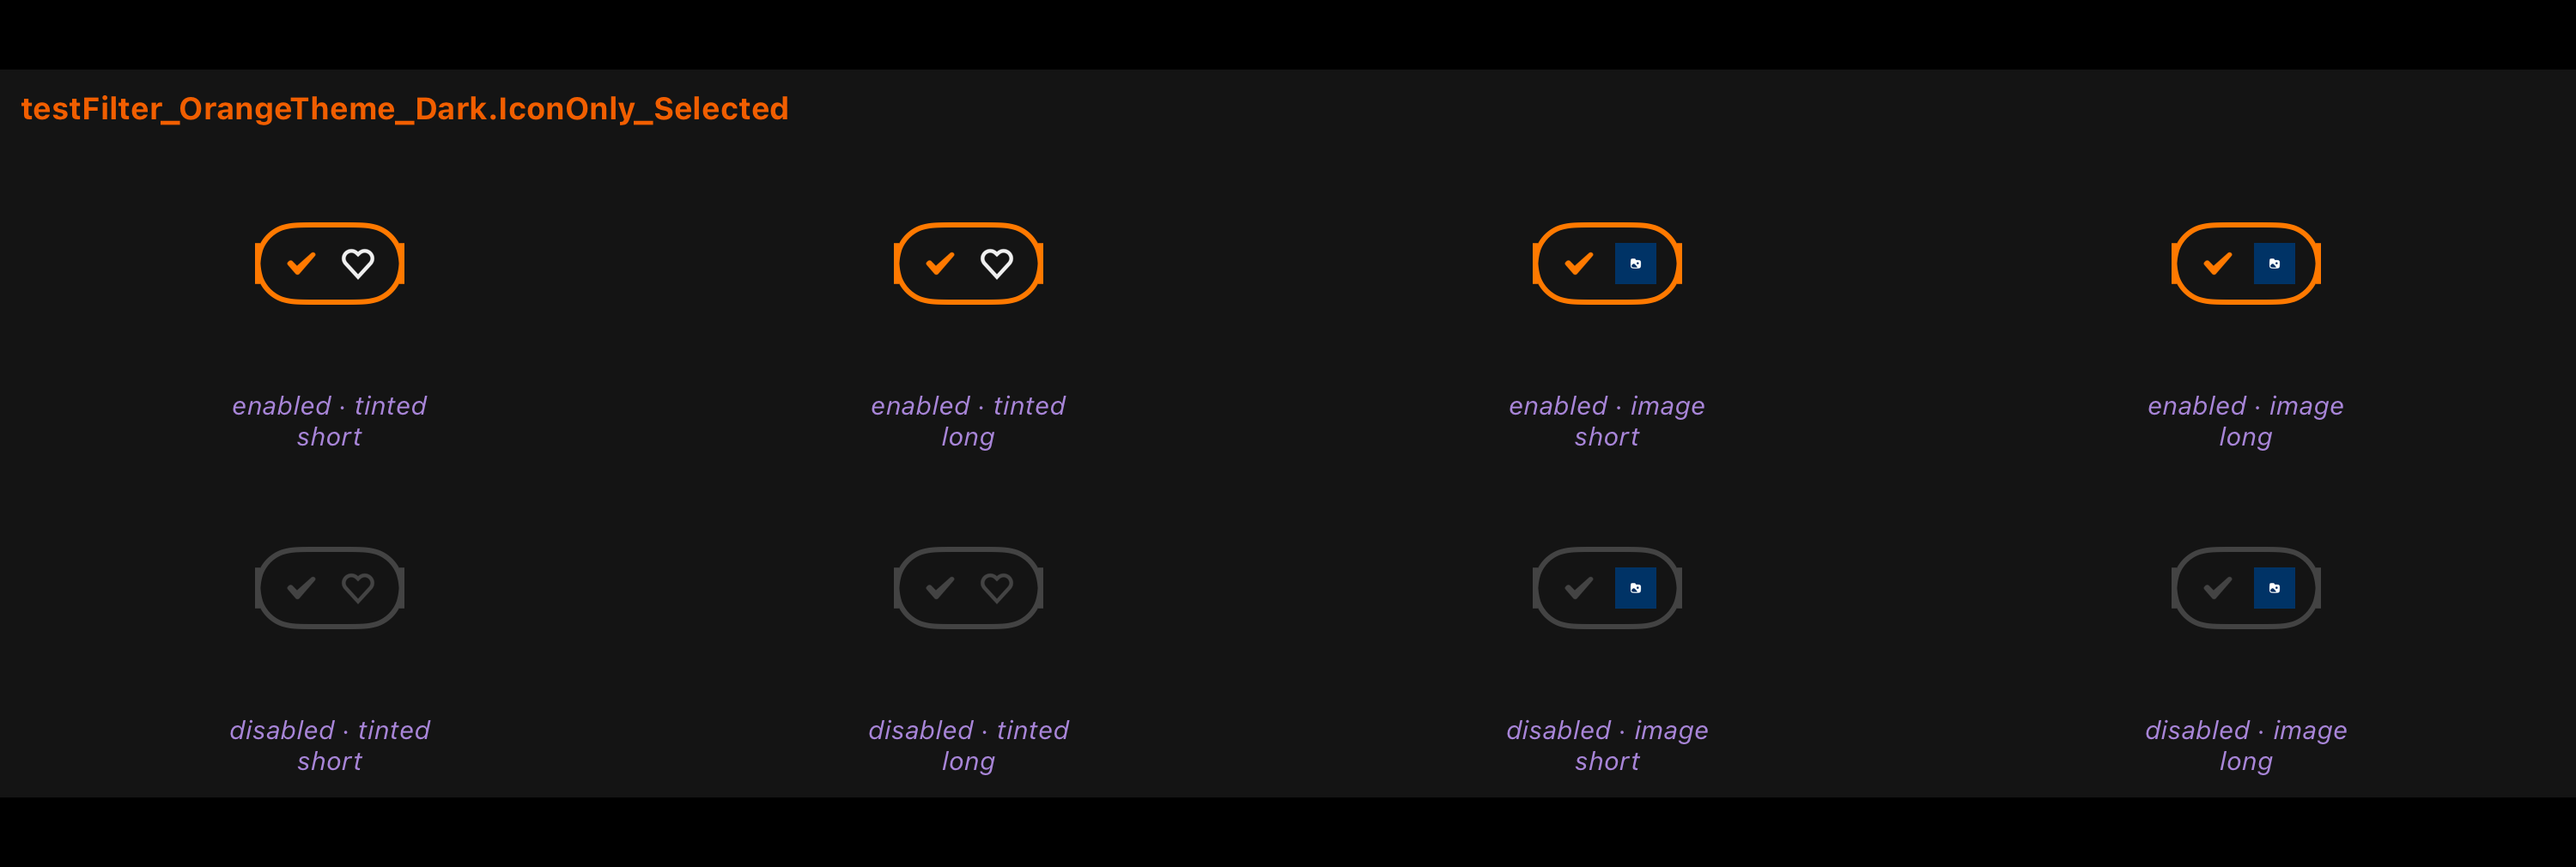 testFilter_OrangeTheme_Dark.IconOnly_Selected
enabled · tinted
short
enabled · tinted
long
enabled · image
short
enabled · image
long
disabled · tinted
short
disabled · tinted
long
disabled · image
short
disabled · image
long